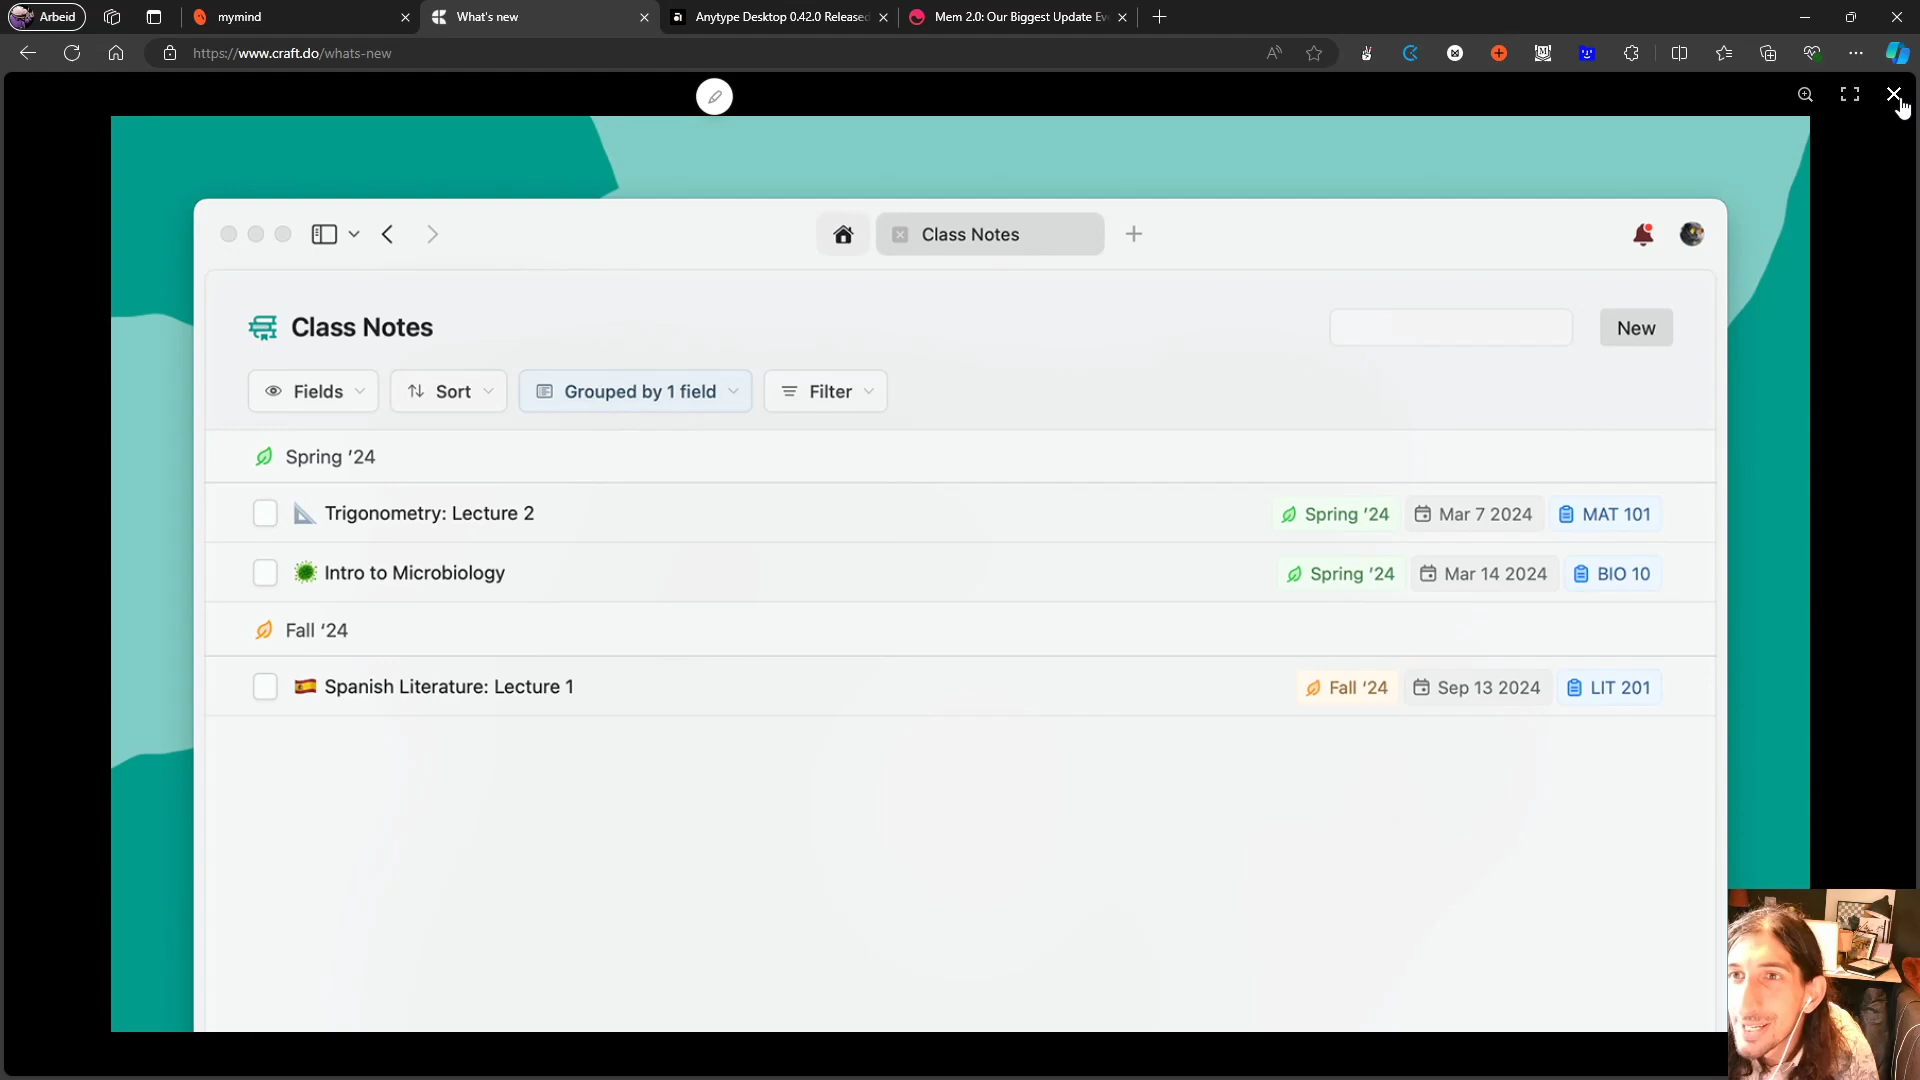 Arbeid
mymind
What's new
Anytype Desktop 0.42.0 Released
Mem 2.0: Our Biggest Update Ev
https://www.craft.do/whats-new
Class Notes
Class Notes
New
Fields
Sort
Grouped by 1 field
Filter
Spring '24
Trigonometry: Lecture 2
Spring '24
Mar 7 2024
MAT 101
Intro to Microbiology
Spring '24
Mar 14 2024
BIO 10
Fall '24
Spanish Literature: Lecture 1
Fall '24
Sep 13 2024
LIT 201